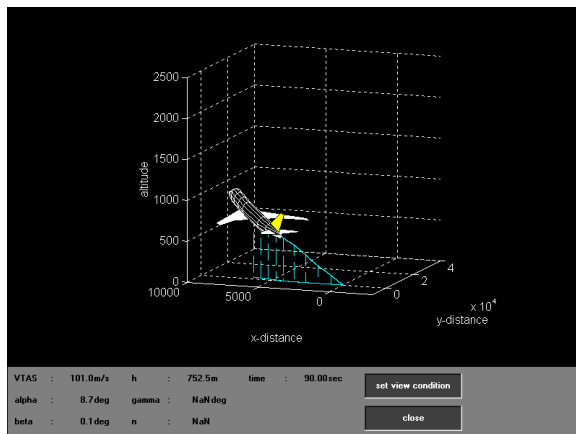 2500
2000
1500
altitude
1000
500
0
10000
5000
0
0
2
4
x 10^4
y-distance
x-distance
VTAS : 101.0m/s h : 752.5m time : 90.00sec
set view condition
alpha : 8.7deg gamma : NaNdeg
beta : 0.1deg n : NaN
close